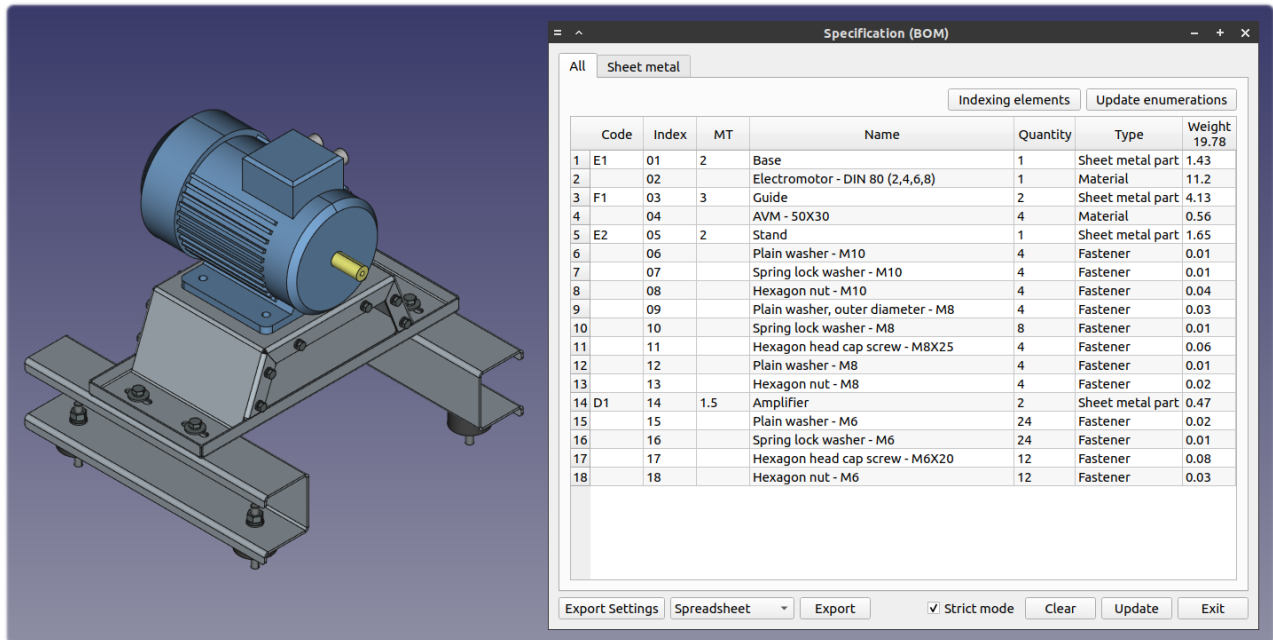 Specification (BOM)
All Sheet metal
Indexing elements Update enumerations
Code Index MT Name Quantity Type Weight 19.78
1 E1 01 2 Base 1 Sheet metal part 1.43
2 02 Electromotor - DIN 80 (2,4,6,8) 1 Material 11.2
3 F1 03 3 Guide 2 Sheet metal part 4.13
4 04 AVM - 50X30 4 Material 0.56
5 E2 05 2 Stand 1 Sheet metal part 1.65
6 06 Plain washer - M10 4 Fastener 0.01
7 07 Spring lock washer - M10 4 Fastener 0.01
8 08 Hexagon nut - M10 4 Fastener 0.04
9 09 Plain washer, outer diameter - M8 4 Fastener 0.03
10 10 Spring lock washer - M8 8 Fastener 0.01
11 11 Hexagon head cap screw - M8X25 4 Fastener 0.06
12 12 Plain washer - M8 4 Fastener 0.01
13 13 Hexagon nut - M8 4 Fastener 0.02
14 D1 14 1.5 Amplifier 2 Sheet metal part 0.47
15 15 Plain washer - M6 24 Fastener 0.02
16 16 Spring lock washer - M6 24 Fastener 0.01
17 17 Hexagon head cap screw - M6X20 12 Fastener 0.08
18 18 Hexagon nut - M6 12 Fastener 0.03
Export Settings Spreadsheet Export Strict mode Clear Update Exit